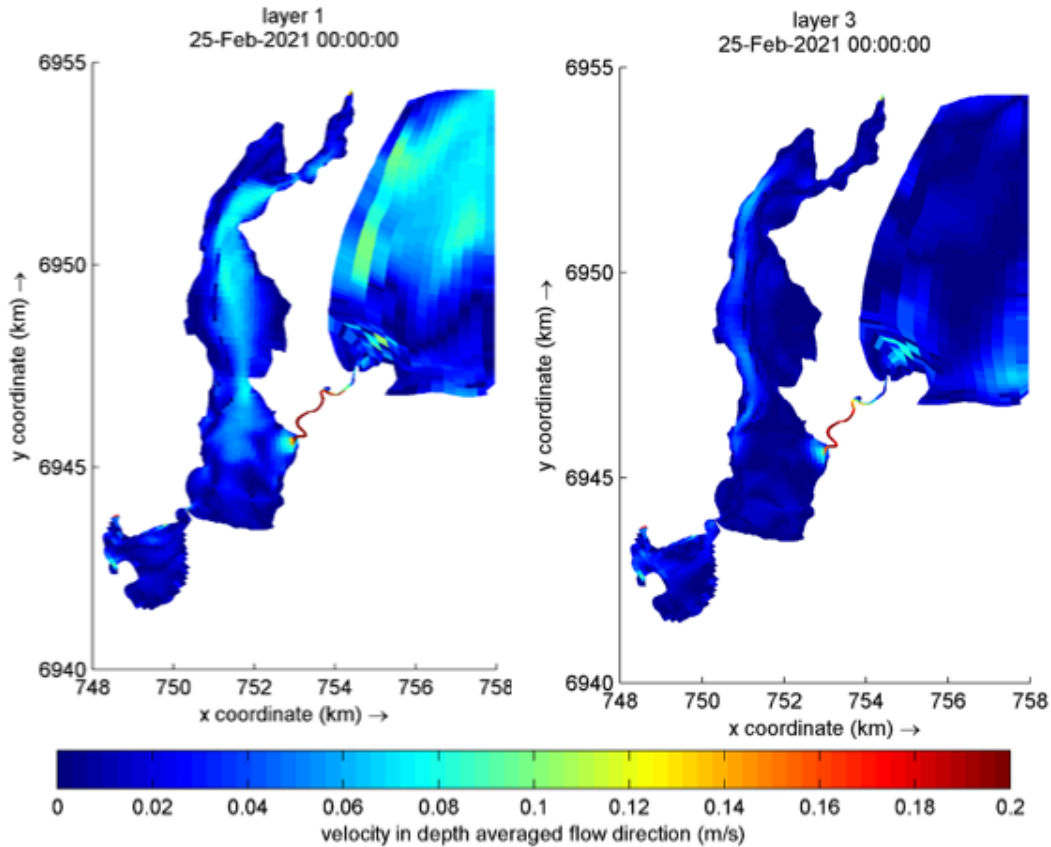 layer 1
25-Feb-2021 00:00:00
6955
6950
6945
6940
y coordinate (km) →
748 750 752 754 756 758
x coordinate (km) →
layer 3
25-Feb-2021 00:00:00
6955
6950
6945
6940
y coordinate (km) →
748 750 752 754 756 758
x coordinate (km) →
0 0.02 0.04 0.06 0.08 0.1 0.12 0.14 0.16 0.18 0.2
velocity in depth averaged flow direction (m/s)